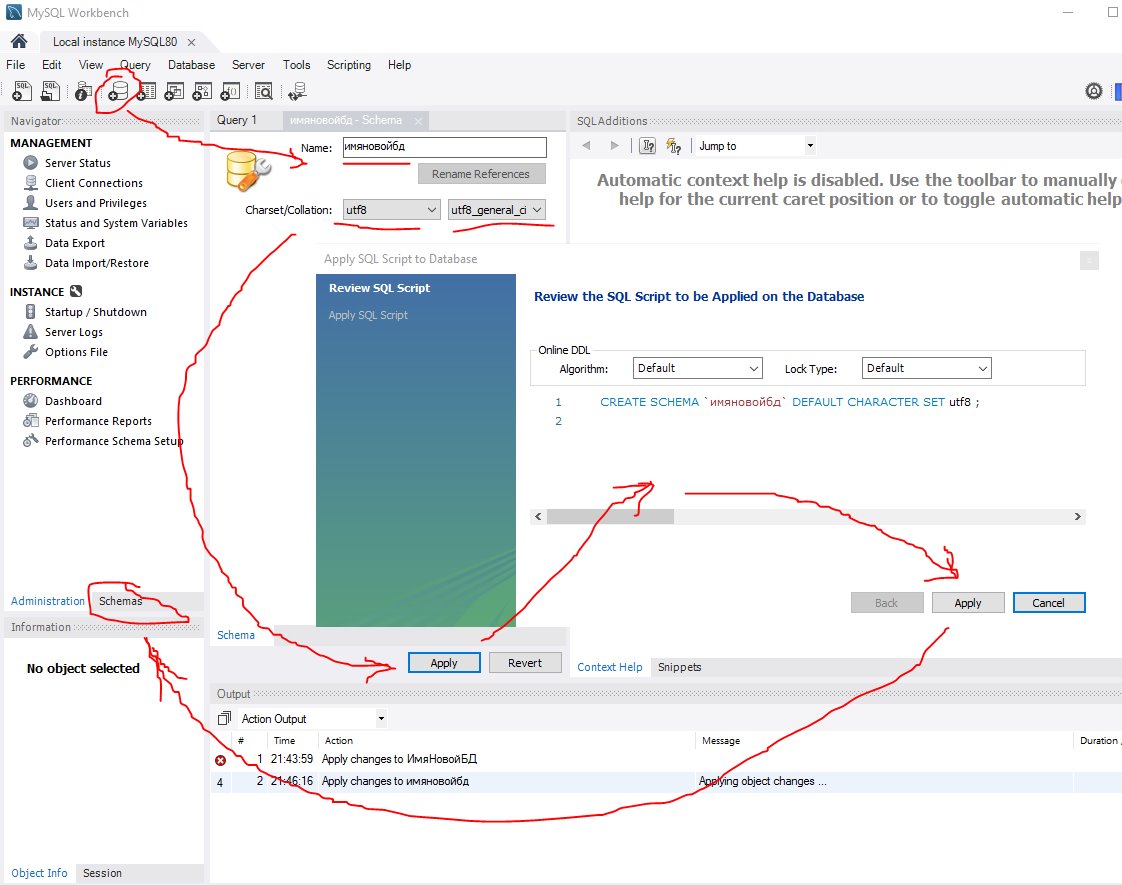 MySQL Workbench
Local instance MySQL80
File Edit View Query Database Server Tools Scripting Help
Navigator
MANAGEMENT
Server Status
Client Connections
Users and Privileges
Status and System Variables
Data Export
Data Import/Restore
INSTANCE
Startup / Shutdown
Server Logs
Options File
PERFORMANCE
Dashboard
Performance Reports
Performance Schema Setup
Administration Schemas
Information
No object selected
Object Info Session
Query 1 имяновойбд - Schema
Name: имяновойбд
Rename References
Charset/Collation: utf8 utf8_general_ci
Schema
Apply Revert
SQLAdditions
Jump to
Automatic context help is disabled. Use the toolbar to manually
help for the current caret position or to toggle automatic help
Context Help Snippets
Apply SQL Script to Database
Review SQL Script
Apply SQL Script
Review the SQL Script to be Applied on the Database
Online DDL
Algorithm: Default Lock Type: Default
1 CREATE SCHEMA `имяновойбд` DEFAULT CHARACTER SET utf8 ;
2
Back Apply Cancel
Output
Action Output
# Time Action Message Duration
1 21:43:59 Apply changes to ИмяНовойБД
4 2 21:46:16 Apply changes to имяновойбд Applying object changes ...